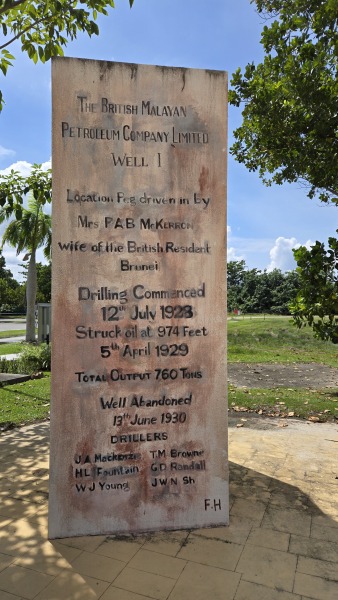 The British Malayan
Petroleum Company Limited
Well 1
Location Peg driven in by
Mrs P.A.B McKerron
wife of the British Resident
Brunei
Drilling Commenced
12th July 1928
Struck oil at 974 Feet
5th April 1929
Total Output 760 Tons
Well Abandoned
13th June 1930
DRILLERS
J A Mackenzie T M Browne
H L Fountain G D Randall
W J Young J W N Sh
F-H